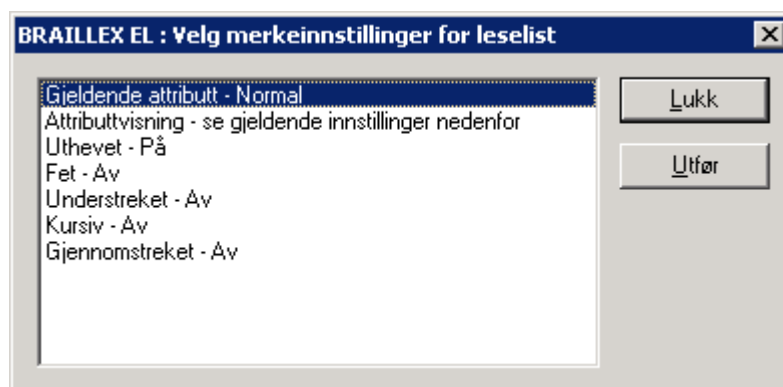 BRAILLEX EL : Velg merkeinnstillinger for leselist
Gjeldende attributt - Normal
Attributtvisning - se gjeldende innstillinger nedenfor
Uthevet - På
Fet - Av
Understreket - Av
Kursiv - Av
Gjennomstreket - Av
Lukk
Utfør